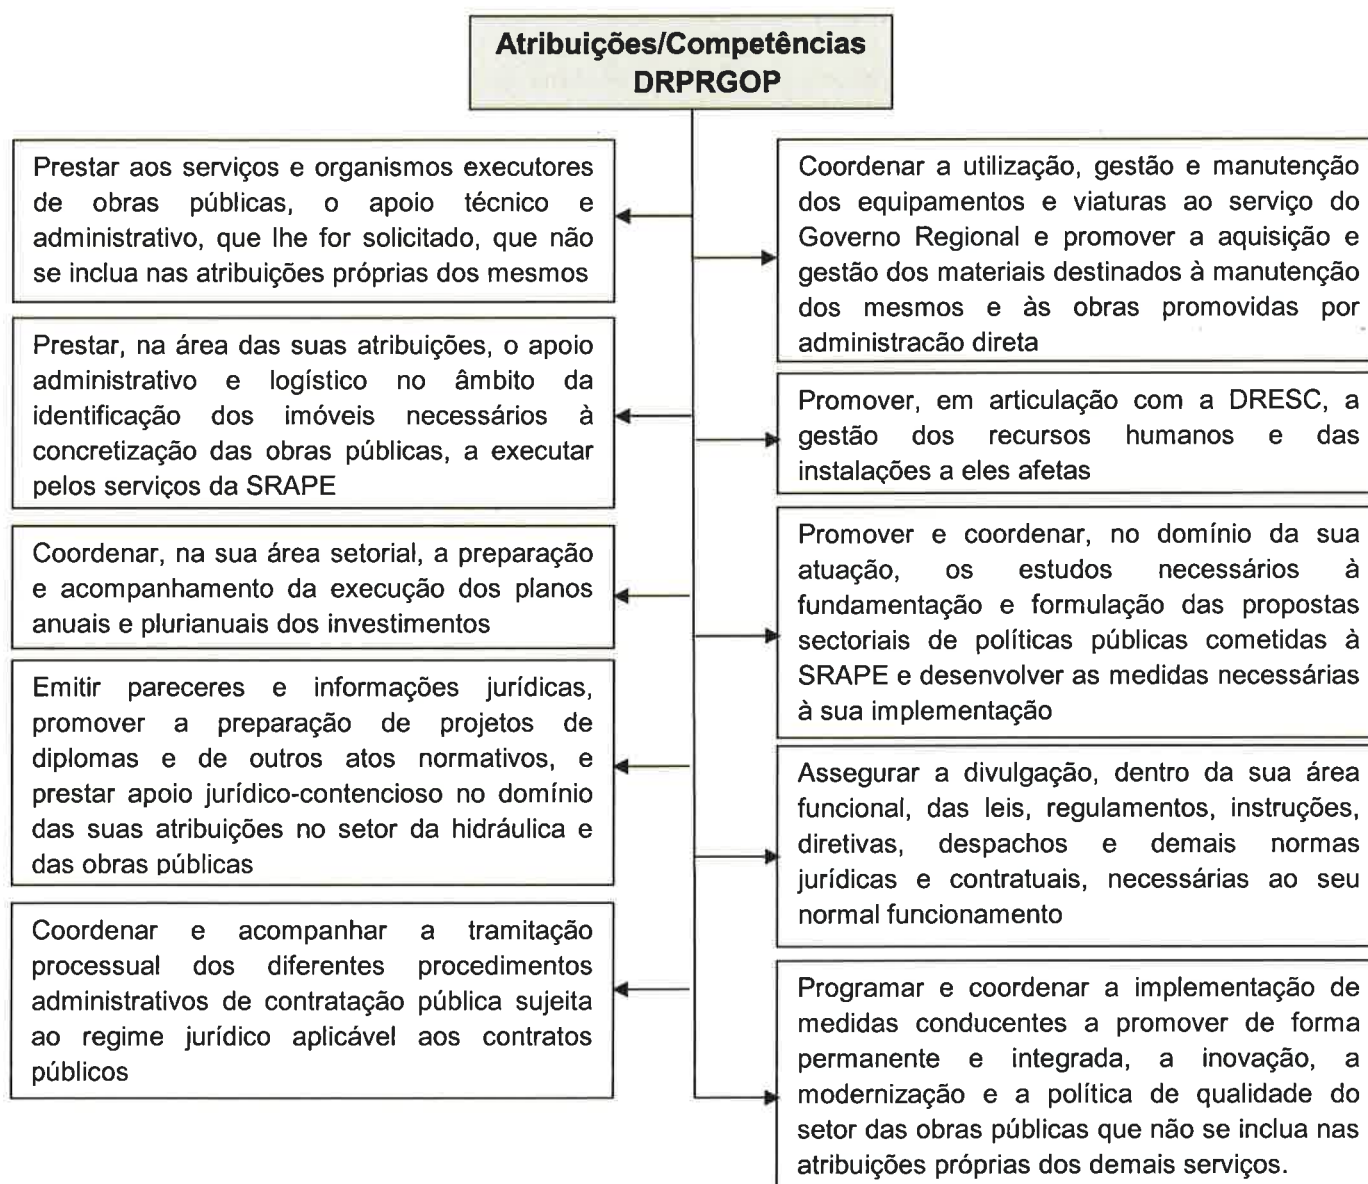 Atribuições/Competências
DRPRGOP
Prestar aos serviços e organismos executores
de obras públicas, o apoio técnico e
administrativo, que lhe for solicitado, que não
se inclua nas atribuições próprias dos mesmos
Prestar, na área das suas atribuições, o apoio
administrativo e logístico no âmbito da
identificação dos imóveis necessários à
concretização das obras públicas, a executar
pelos serviços da SRAPE
Coordenar, na sua área setorial, a preparação
e acompanhamento da execução dos planos
anuais e plurianuais dos investimentos
Emitir pareceres e informações jurídicas,
promover a preparação de projetos de
diplomas e de outros atos normativos, e
prestar apoio jurídico-contencioso no domínio
das suas atribuições no setor da hidráulica e
das obras públicas
Coordenar e acompanhar a tramitação
processual dos diferentes procedimentos
administrativos de contratação pública sujeita
ao regime jurídico aplicável aos contratos
públicos
Coordenar a utilização, gestão e manutenção
dos equipamentos e viaturas ao serviço do
Governo Regional e promover a aquisição e
gestão dos materiais destinados à manutenção
dos mesmos e às obras promovidas por
administracão direta
Promover, em articulação com a DRESC, a
gestão dos recursos humanos e das
instalações a eles afetas
Promover e coordenar, no domínio da sua
atuação, os estudos necessários à
fundamentação e formulação das propostas
sectoriais de políticas públicas cometidas à
SRAPE e desenvolver as medidas necessárias
à sua implementação
Assegurar a divulgação, dentro da sua área
funcional, das leis, regulamentos, instruções,
diretivas, despachos e demais normas
jurídicas e contratuais, necessárias ao seu
normal funcionamento
Programar e coordenar a implementação de
medidas conducentes a promover de forma
permanente e integrada, a inovação, a
modernização e a política de qualidade do
setor das obras públicas que não se inclua nas
atribuições próprias dos demais serviços.